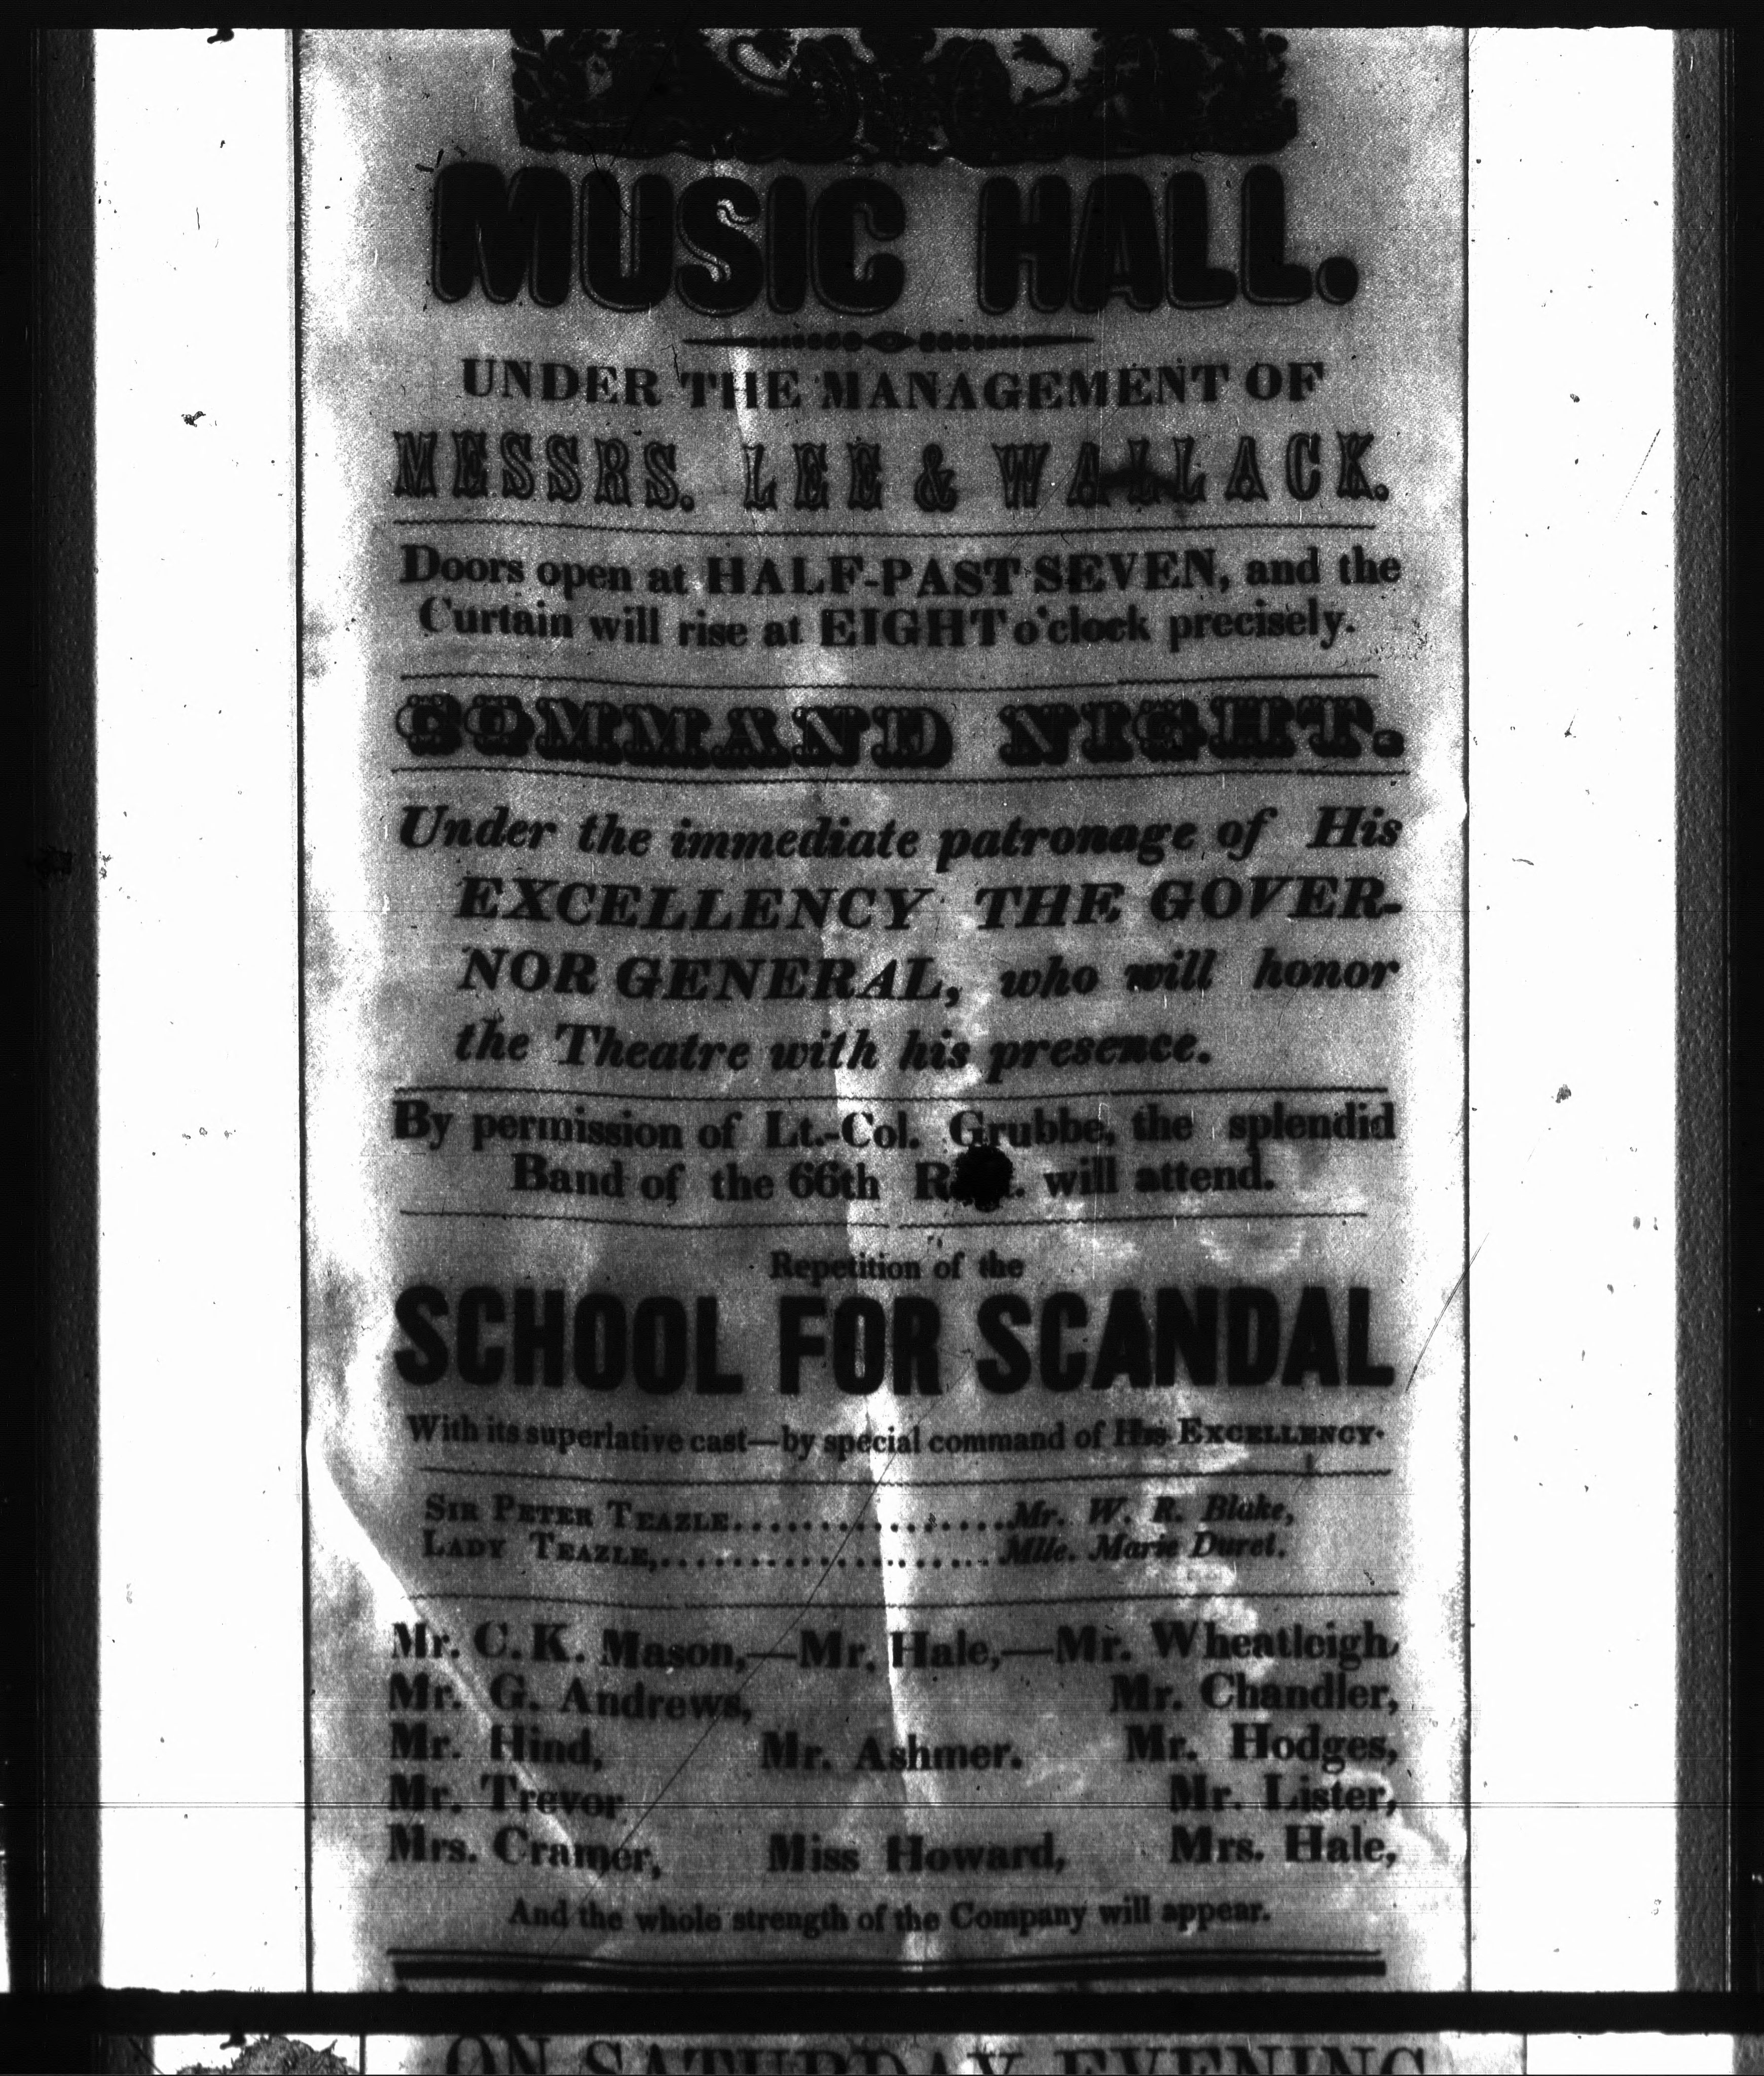 MUSIC HALL.
UNDER THE MANAGEMENT OF
MESSRS. LEE & WALLACK.
Doors open at HALF-PAST SEVEN, and the
Curtain will rise at EIGHT o'clock precisely.
COMMAND NIGHT.
Under the immediate patronage of His
EXCELLENCY THE GOVER-
NOR GENERAL, who will honor
the Theatre with his presence.
By permission of Lt.-Col. Grubbe, the splendid
Band of the 66th will attend.
Repetition of the
SCHOOL FOR SCANDAL
With its superlative cast—by special command of His EXCELLENCY.
SIR PETER TEAZLE..................Mr. W. R. Blake,
LADY TEAZLE,.....................Mlle. Marie Duret.
Mr. C. K. Mason,—Mr. Hale,—Mr. Wheatleigh,
Mr. G. Andrews, Mr. Chandler,
Mr. Hind, Mr. Ashmer. Mr. Hodges,
Mr. Trevor, Mr. Lister,
Mrs. Cramer, Miss Howard, Mrs. Hale,
And the whole strength of the Company will appear.
ON SATURDAY EVENING